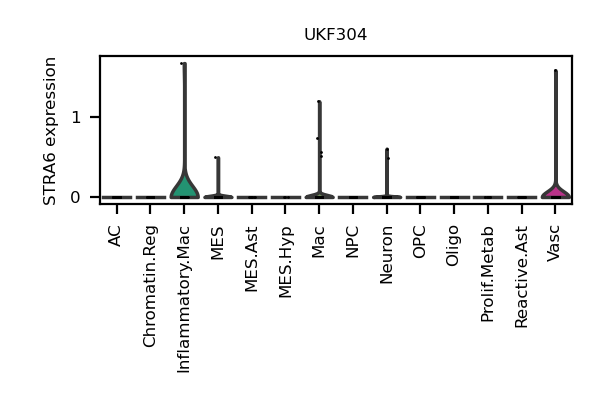 UKF304
STRA6 expression
1
0
AC
Chromatin.Reg
Inflammatory.Mac
MES
MES.Ast
MES.Hyp
Mac
NPC
Neuron
OPC
Oligo
Prolif.Metab
Reactive.Ast
Vasc